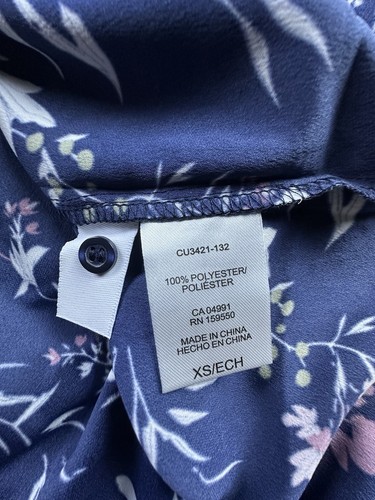 CU3421-132
100% POLYESTER/
POLIÉSTER
CA 04991
RN 159550
MADE IN CHINA
HECHO EN CHINA
XS/ECH